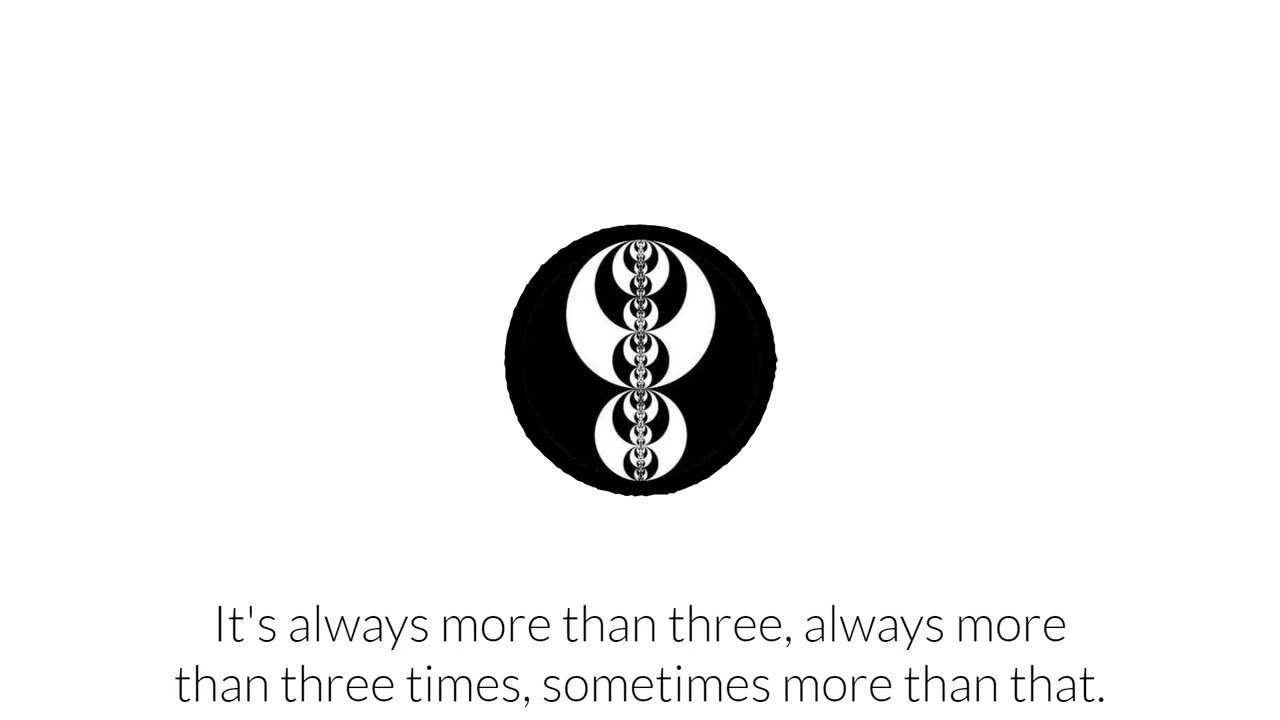 It's always more than three, always more
than three times, sometimes more than that.